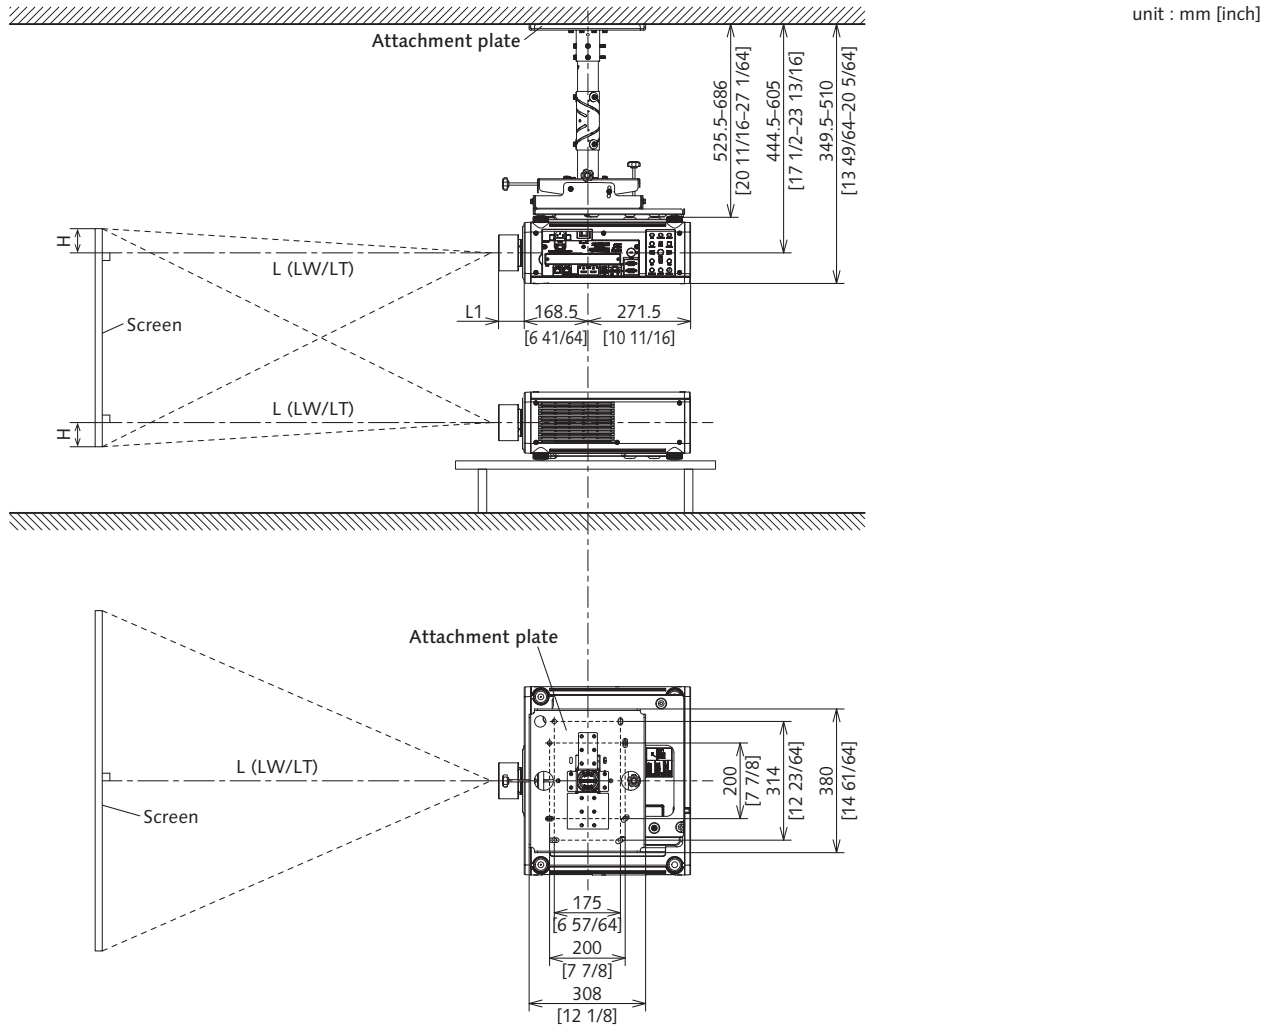 unit : mm [inch]
Attachment plate
525.5–686
[20 11/16–27 1/64]
444.5–605
[17 1/2–23 13/16]
349.5–510
[13 49/64–20 5/64]
H
L (LW/LT)
Screen
L1
168.5
271.5
[6 41/64]
[10 11/16]
L (LW/LT)
H
Attachment plate
L (LW/LT)
Screen
200
[7 7/8]
314
[12 23/64]
380
[14 61/64]
175
[6 57/64]
200
[7 7/8]
308
[12 1/8]